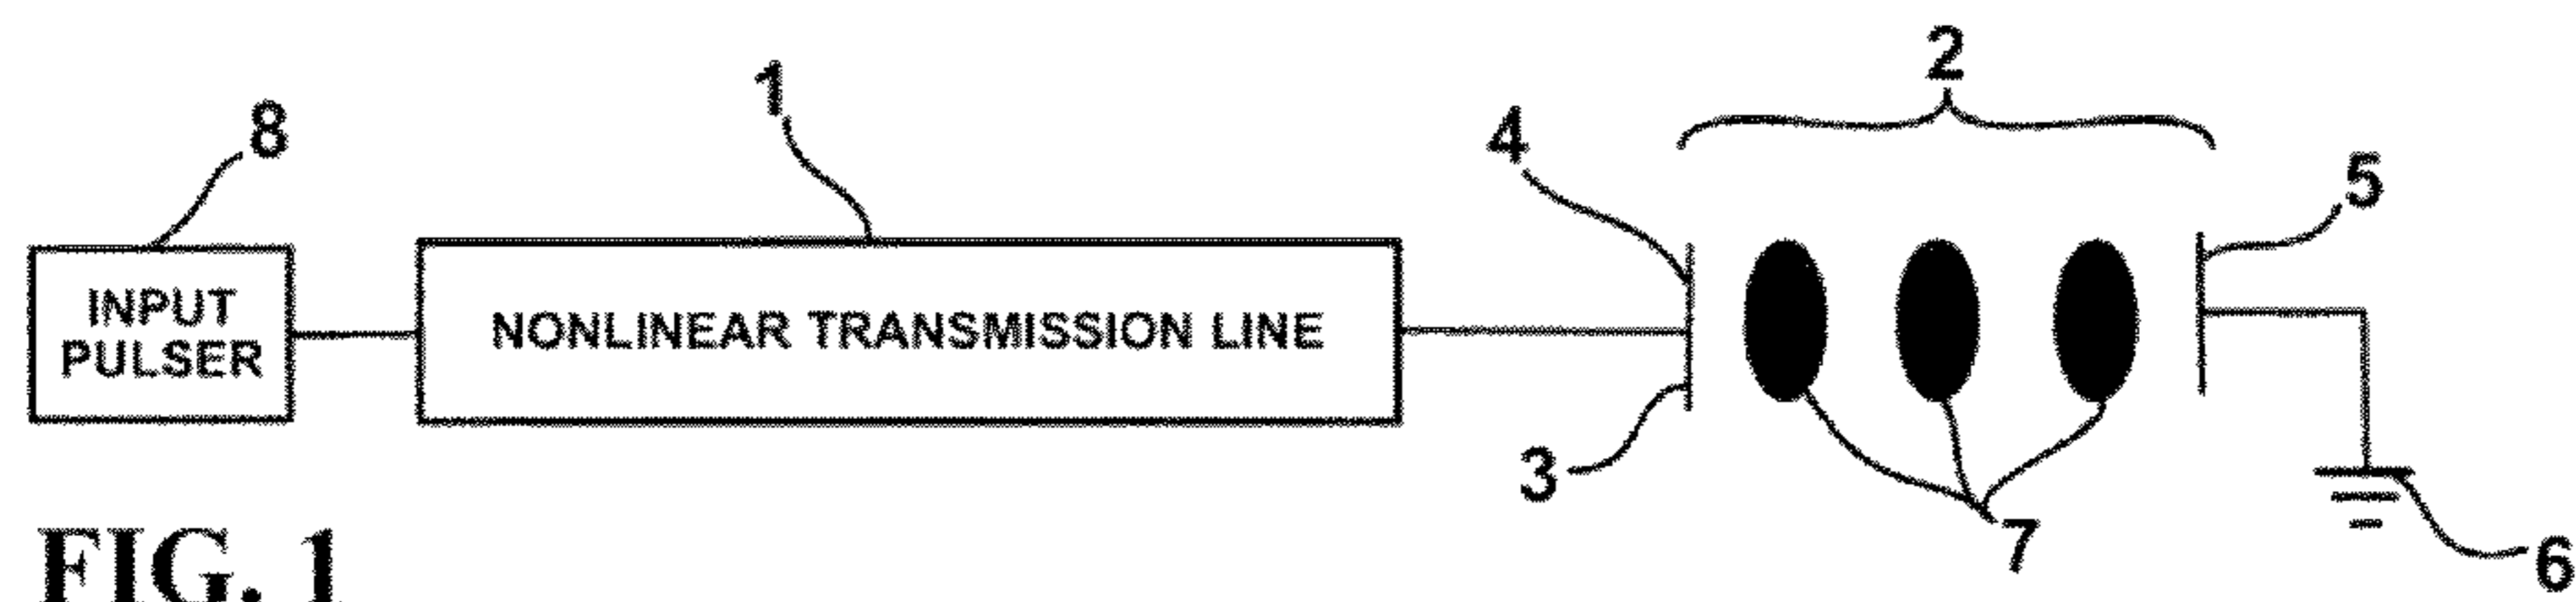 2
1
4
8
5
INPUT
PULSER
NONLINEAR TRANSMISSION LINE
3
7
6
FIG. 1